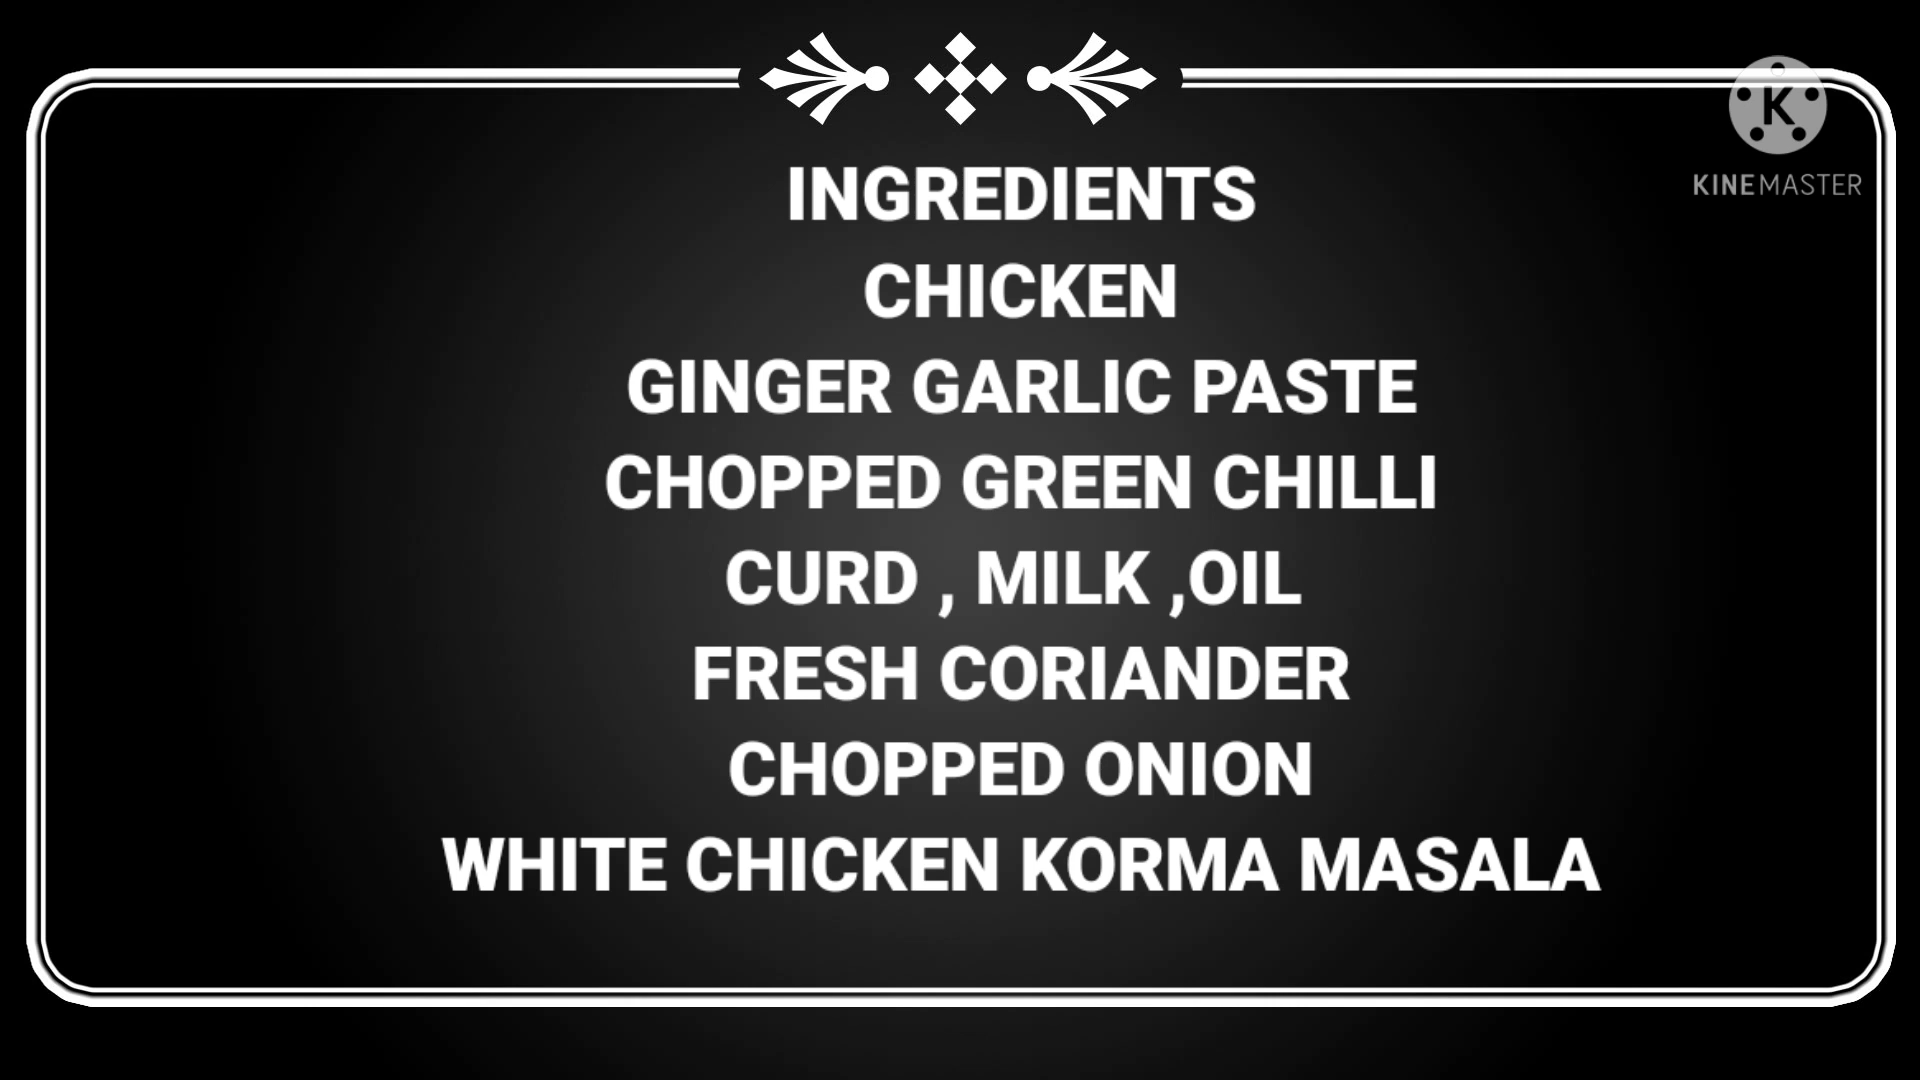 INGREDIENTS
CHICKEN
GINGER GARLIC PASTE
CHOPPED GREEN CHILLI
CURD , MILK ,OIL
FRESH CORIANDER
CHOPPED ONION
WHITE CHICKEN KORMA MASALA
K
KINEMASTER